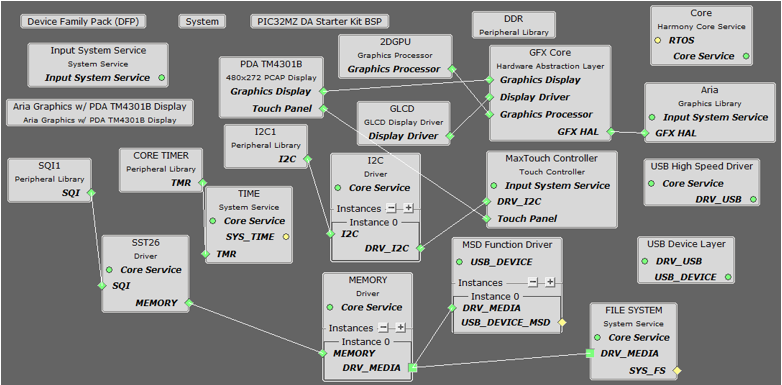 Device Family Pack (DFP)
System
PIC32MZ DA Starter Kit BSP
DDR
Peripheral Library
Core
Harmony Core Service
RTOS
Core Service
Input System Service
System Service
Input System Service
2DGPU
Graphics Processor
Graphics Processor
GFX Core
Hardware Abstraction Layer
Graphics Display
Display Driver
Graphics Processor
GFX HAL
PDA TM4301B
480x272 PCAP Display
Graphics Display
Touch Panel
Aria
Graphics Library
Input System Service
GFX HAL
Aria Graphics w/ PDA TM4301B Display
Aria Graphics w/ PDA TM4301B Display
GLCD
GLCD Display Driver
Display Driver
I2C1
Peripheral Library
I2C
SQI1
Peripheral Library
SQI
CORE TIMER
Peripheral Library
TMR
I2C
Driver
Core Service
Instances
Instance 0
I2C
DRV_I2C
MaxTouch Controller
Touch Controller
Input System Service
DRV_I2C
Touch Panel
USB High Speed Driver
Core Service
DRV_USB
TIME
System Service
Core Service
SYS_TIME
TMR
SST26
Driver
Core Service
SQI
MEMORY
MSD Function Driver
USB_DEVICE
Instances
Instance 0
DRV_MEDIA
USB_DEVICE_MSD
USB Device Layer
DRV_USB
USB_DEVICE
MEMORY
Driver
Core Service
Instances
Instance 0
MEMORY
DRV_MEDIA
FILE SYSTEM
System Service
Core Service
DRV_MEDIA
SYS_FS